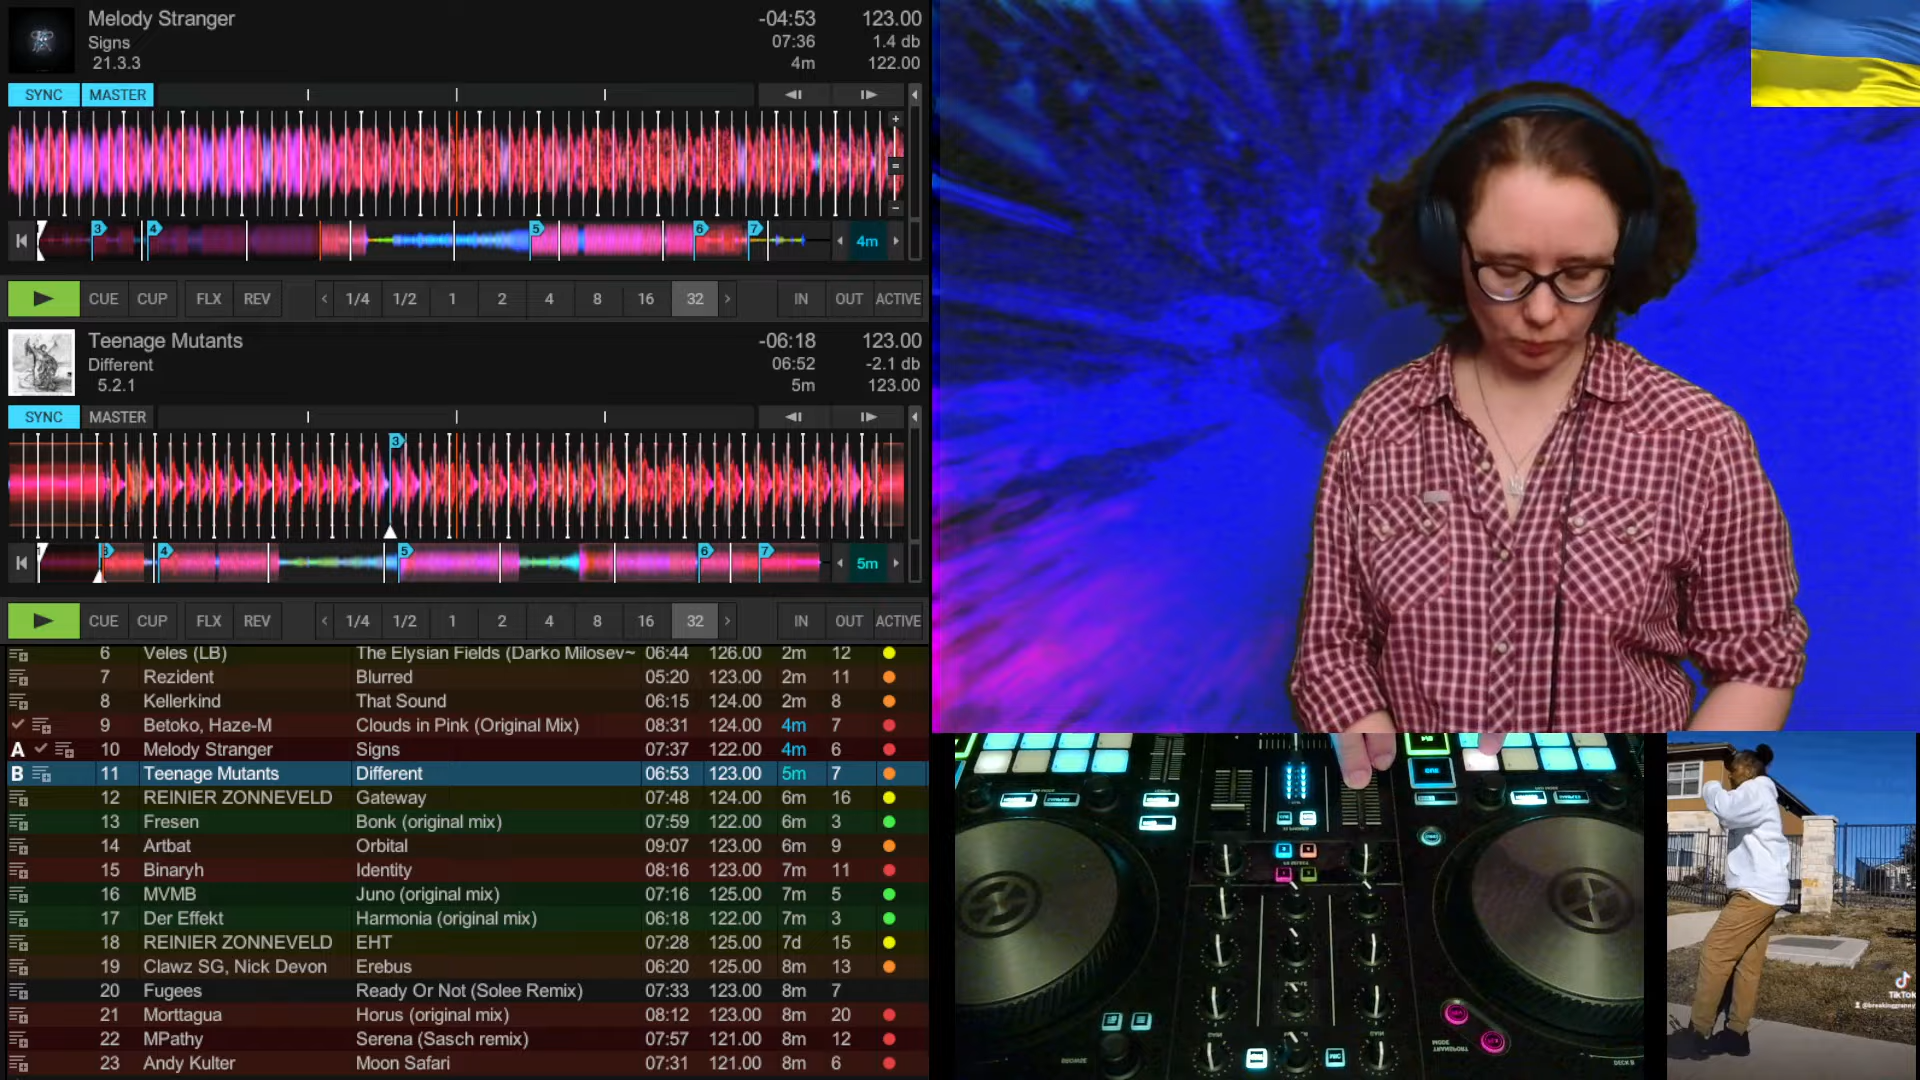 Melody Stranger -04:53 123.00
Signs 07:36 1.4 db
21.3.3 4m 122.00
SYNC MASTER
3 4 5 6 7 4m
CUE CUP FLX REV 1/4 1/2 1 2 4 8 16 32 IN OUT ACTIVE
Teenage Mutants -06:18 123.00
Different 06:52 -2.1 db
5.2.1 5m 123.00
SYNC MASTER
3
3 4 5 6 7 5m
CUE CUP FLX REV 1/4 1/2 1 2 4 8 16 32 IN OUT ACTIVE
6 Veles (LB) The Elysian Fields (Darko Milosev~ 06:44 126.00 2m 12
7 Rezident Blurred 05:20 123.00 2m 11
8 Kellerkind That Sound 06:15 124.00 2m 8
9 Betoko, Haze-M Clouds in Pink (Original Mix) 08:31 124.00 4m 7
A 10 Melody Stranger Signs 07:37 122.00 4m 6
B 11 Teenage Mutants Different 06:53 123.00 5m 7
12 REINIER ZONNEVELD Gateway 07:48 124.00 6m 16
13 Fresen Bonk (original mix) 07:59 122.00 6m 3
14 Artbat Orbital 09:07 123.00 6m 9
15 Binaryh Identity 08:16 123.00 7m 11
16 MVMB Juno (original mix) 07:16 125.00 7m 5
17 Der Effekt Harmonia (original mix) 06:18 122.00 7m 3
18 REINIER ZONNEVELD EHT 07:28 125.00 7d 15
19 Clawz SG, Nick Devon Erebus 06:20 125.00 8m 13
20 Fugees Ready Or Not (Solee Remix) 07:33 123.00 8m 7
21 Morttagua Horus (original mix) 08:12 123.00 8m 20
22 MPathy Serena (Sasch remix) 07:57 121.00 8m 12
23 Andy Kulter Moon Safari 07:31 121.00 8m 6
TikTok